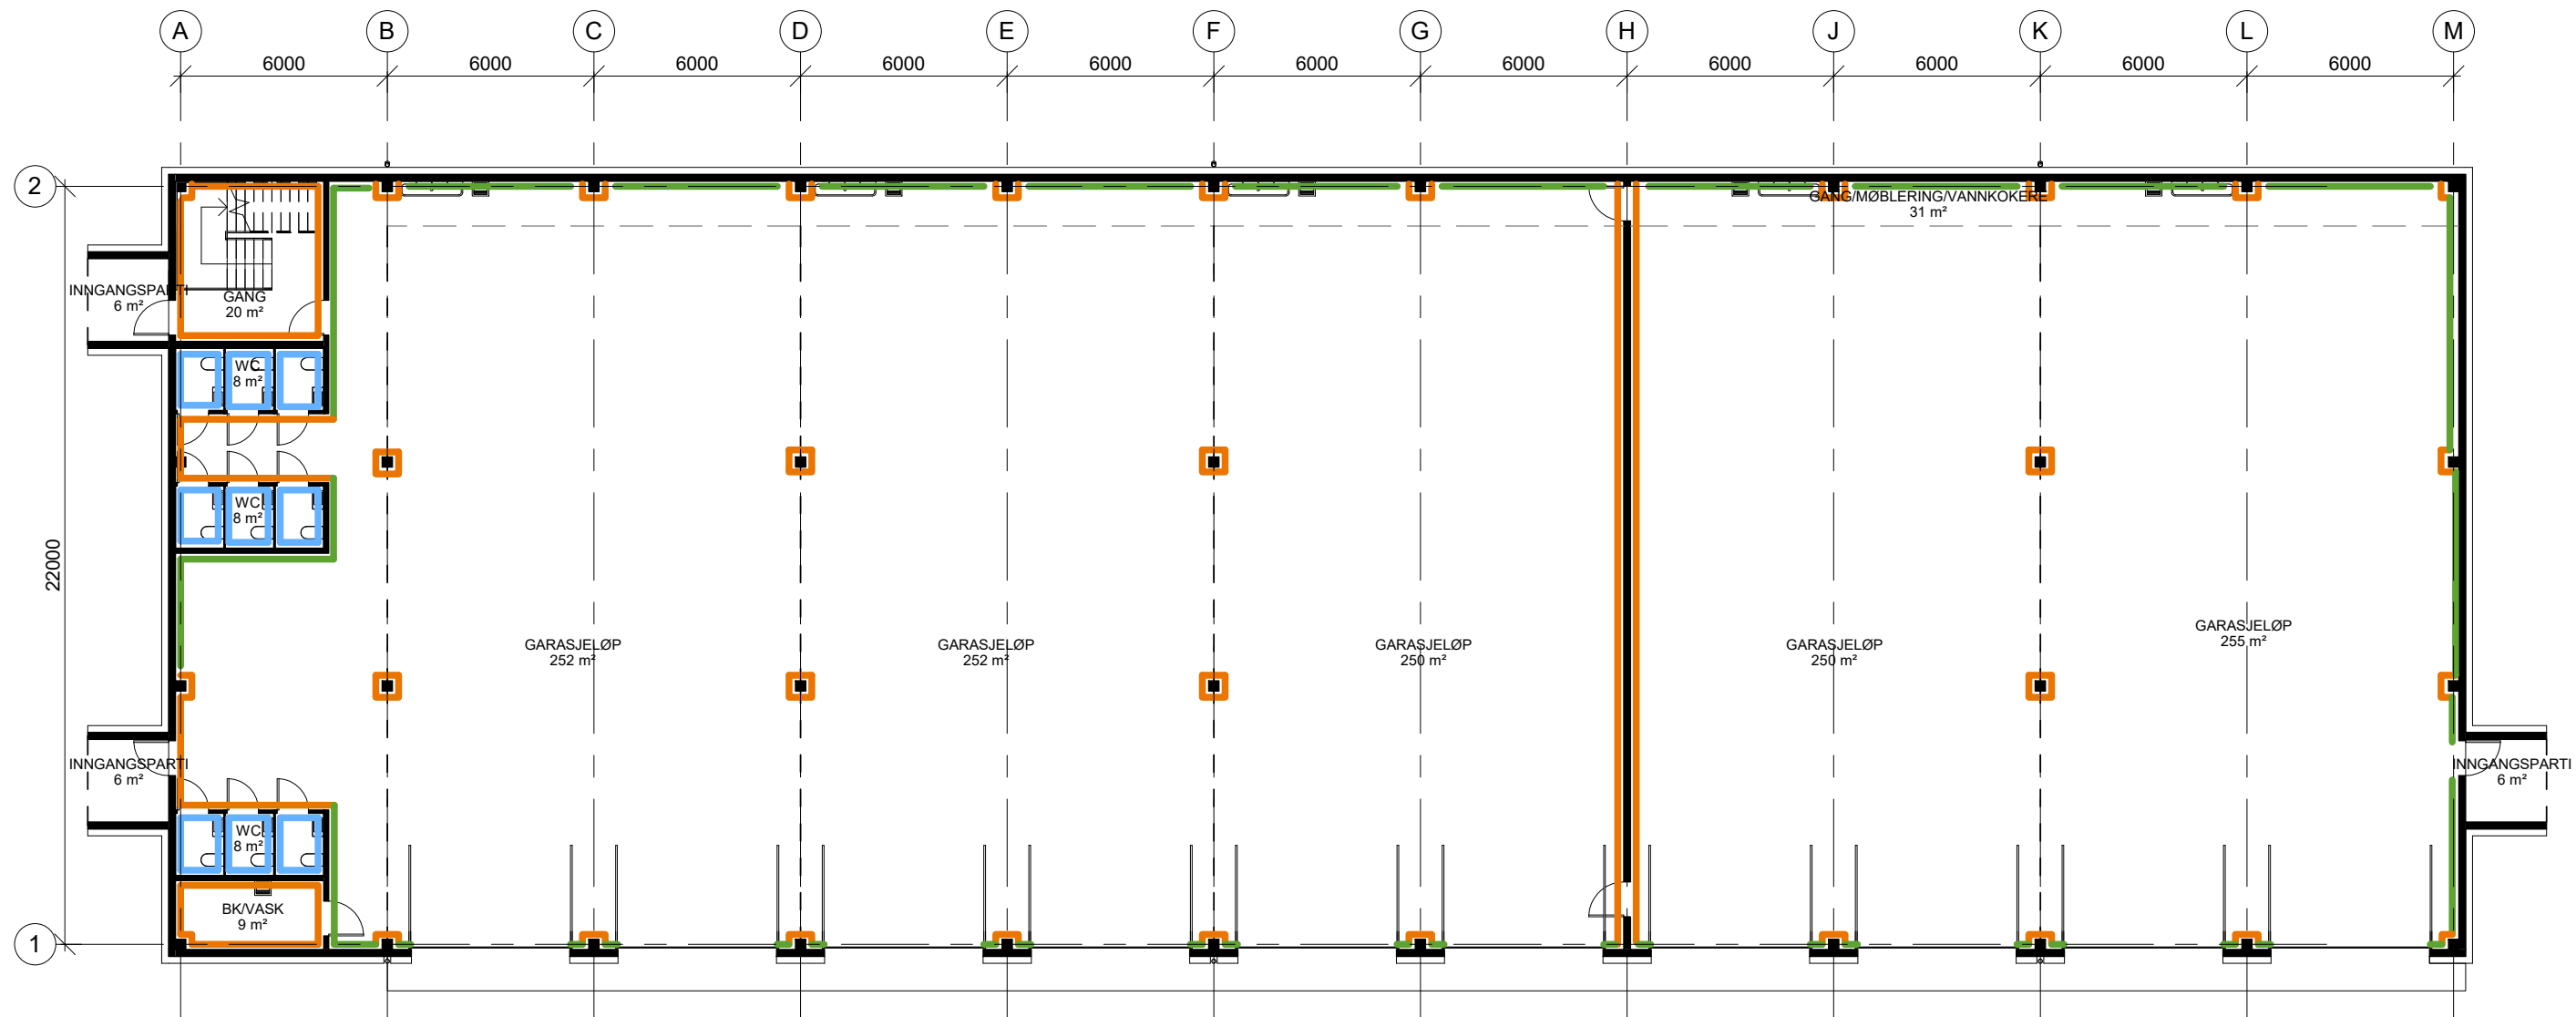 A B C D E F G H J K L M
6000 6000 6000 6000 6000 6000 6000 6000 6000 6000 6000
2
GANG/MØBLERING/VANNKOKERE
31 m²
INNGANGSPARTI
6 m²
GANG
20 m²
WC
8 m²
WC
8 m²
22000
GARASJELØP
252 m²
GARASJELØP
252 m²
GARASJELØP
250 m²
GARASJELØP
250 m²
GARASJELØP
255 m²
INNGANGSPARTI
6 m²
INNGANGSPARTI
6 m²
WC
8 m²
BK/VASK
9 m²
1